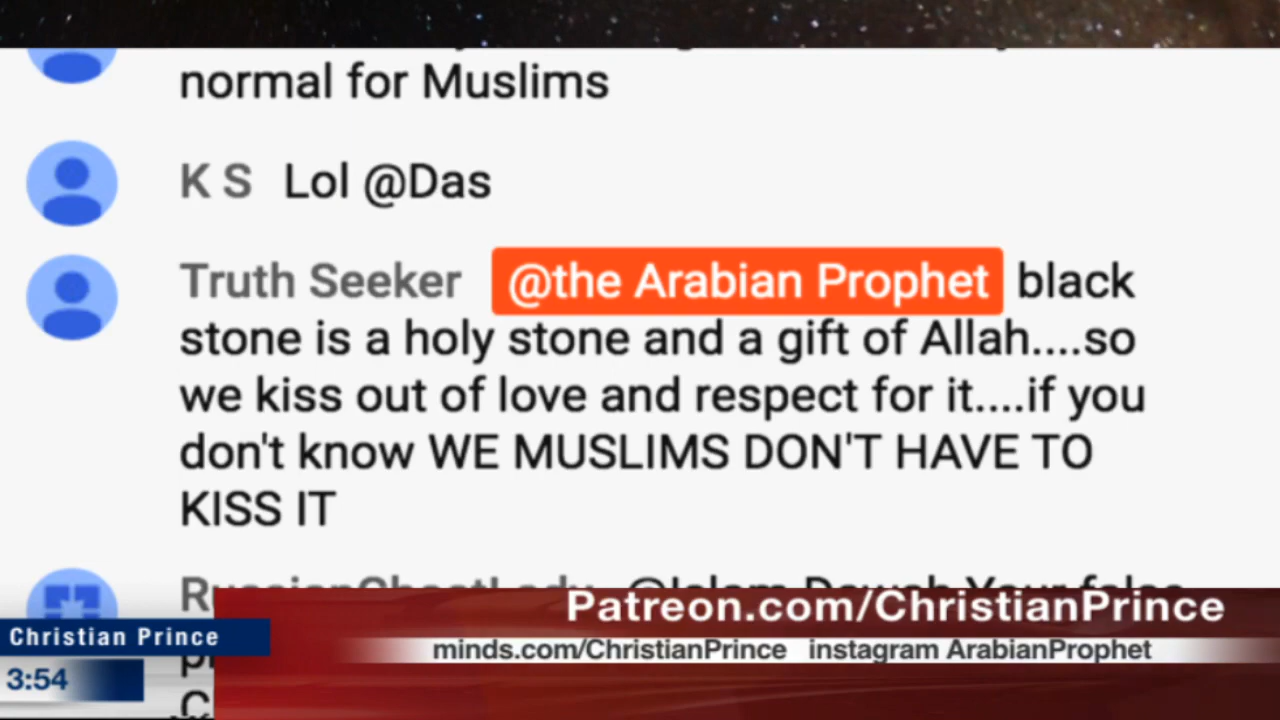 normal for Muslims
K S Lol @Das
Truth Seeker @the Arabian Prophet black
stone is a holy stone and a gift of Allah....so
we kiss out of love and respect for it....if you
don't know WE MUSLIMS DON'T HAVE TO
KISS IT
Patreon.com/ChristianPrince
Christian Prince
minds.com/ChristianPrince instagram ArabianProphet
3:54